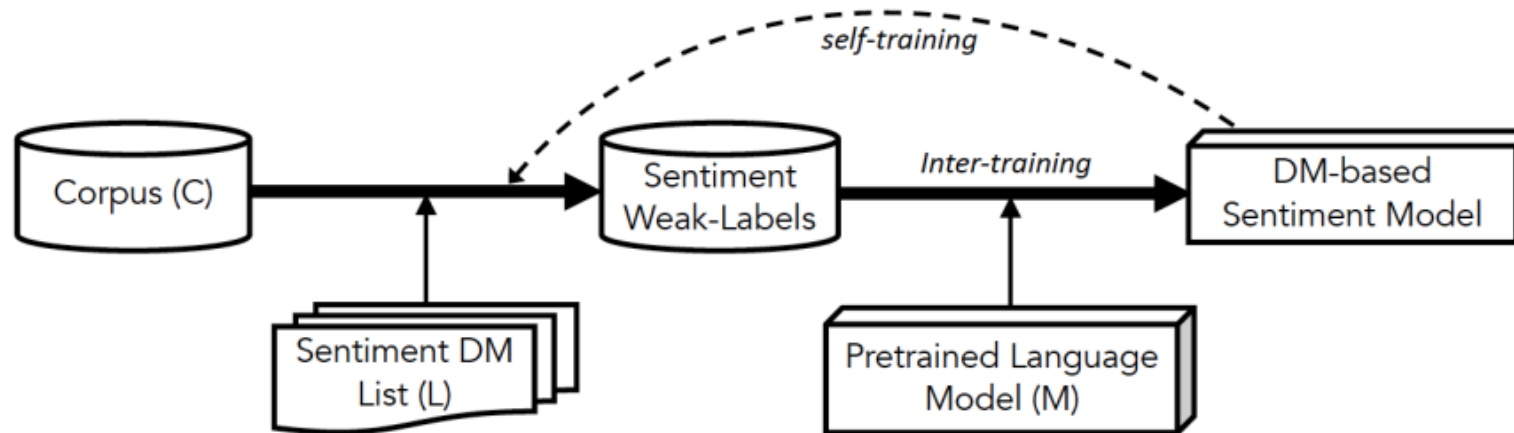 self-training
Corpus (C)
Sentiment
Weak-Labels
Inter-training
DM-based
Sentiment Model
Sentiment DM
List (L)
Pretrained Language
Model (M)